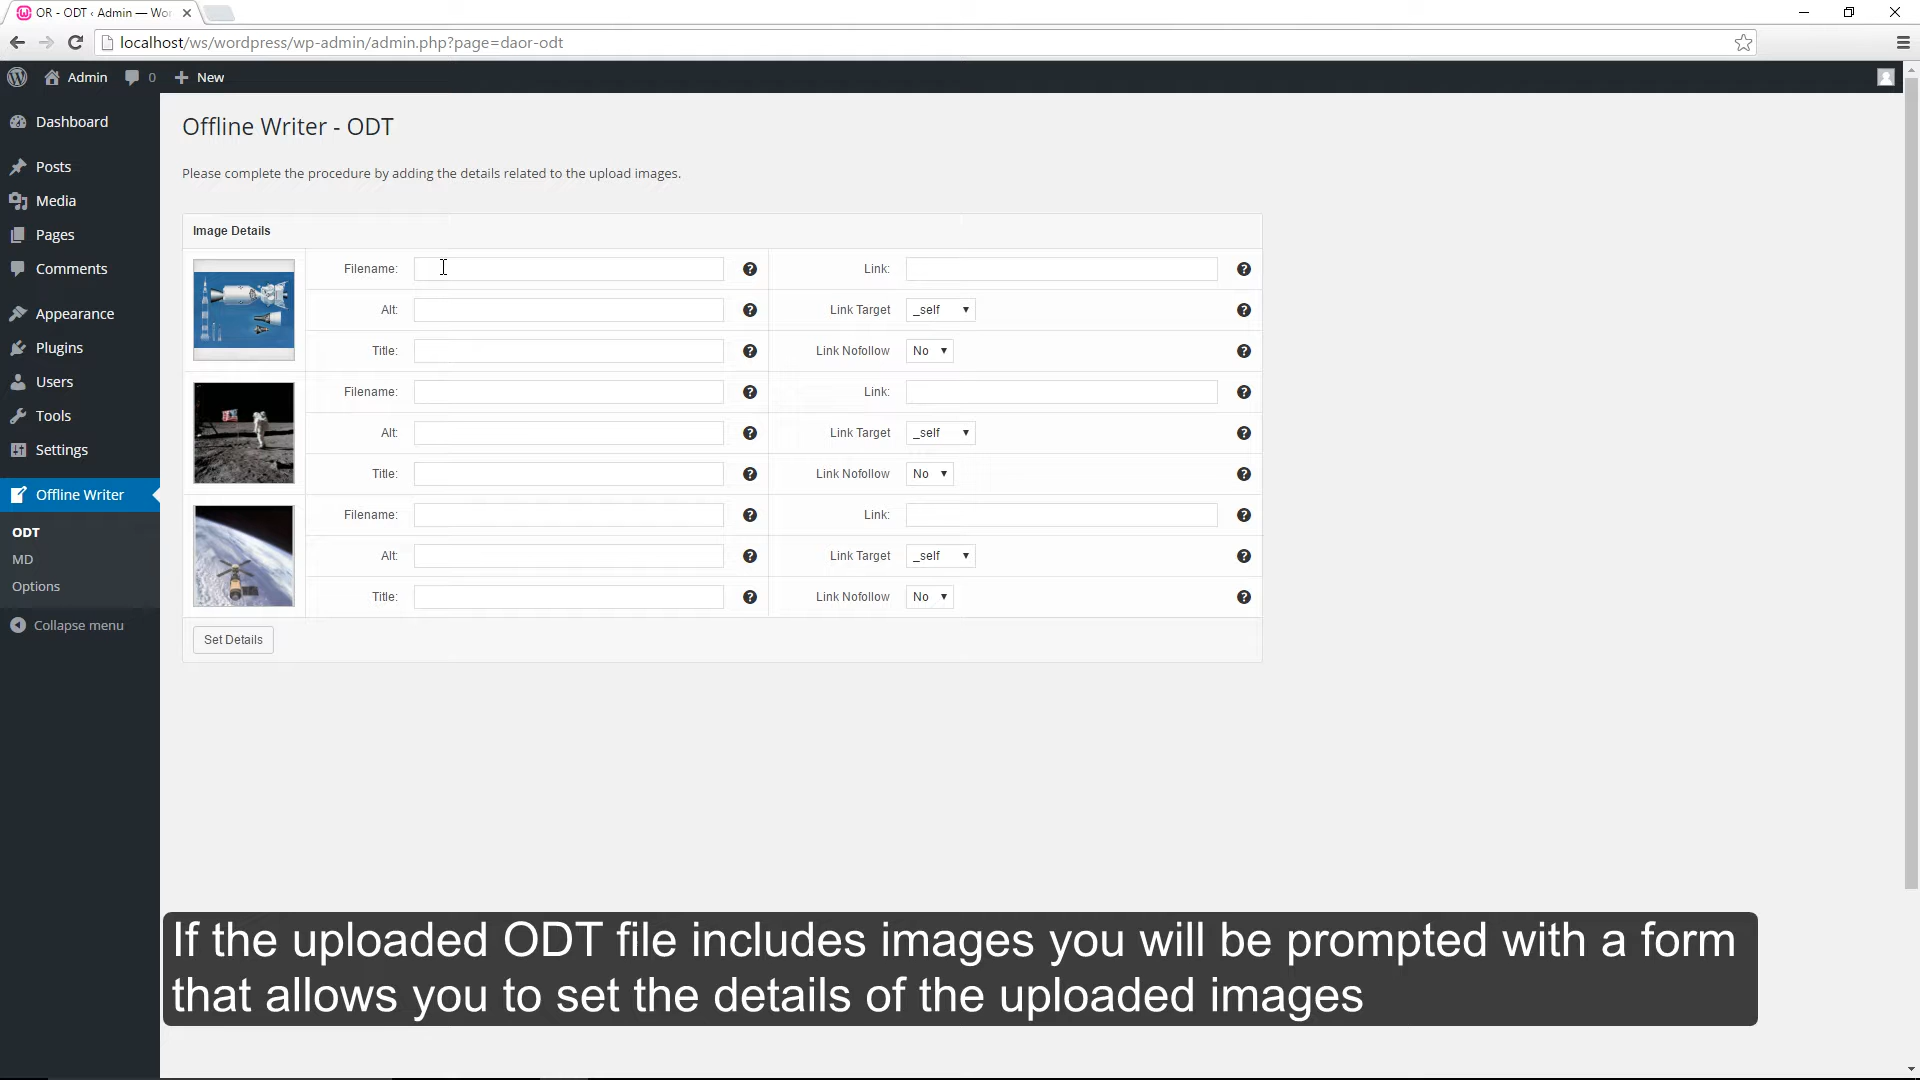 OR - ODT ‹ Admin — Wor
localhost/ws/wordpress/wp-admin/admin.php?page=daor-odt
Admin 0 New
Dashboard
Posts
Media
Pages
Comments
Appearance
Plugins
Users
Tools
Settings
Offline Writer
ODT
MD
Options
Collapse menu
Offline Writer - ODT
Please complete the procedure by adding the details related to the upload images.
Image Details
Filename: Link:
Alt: Link Target _self
Title: Link Nofollow No
Filename: Link:
Alt: Link Target _self
Title: Link Nofollow No
Filename: Link:
Alt: Link Target _self
Title: Link Nofollow No
Set Details
If the uploaded ODT file includes images you will be prompted with a form
that allows you to set the details of the uploaded images